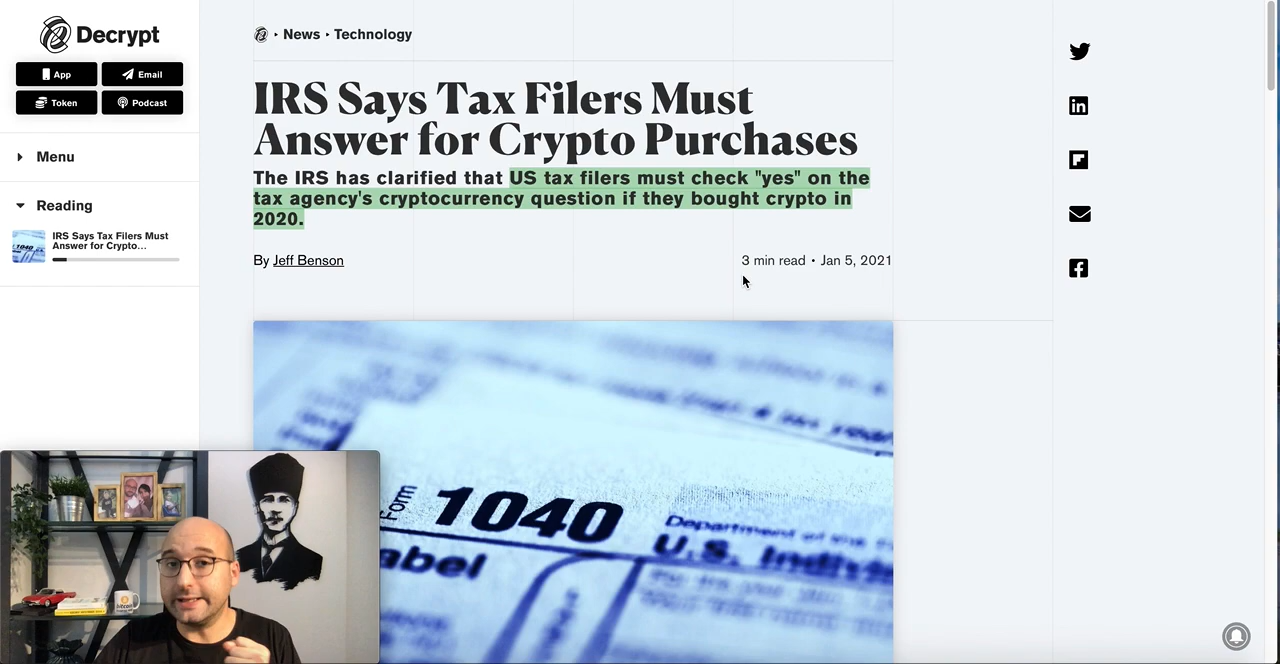 Decrypt
App
Email
Token
Podcast
Menu
Reading
IRS Says Tax Filers Must
Answer for Crypto...
News
Technology
IRS Says Tax Filers Must
Answer for Crypto Purchases
The IRS has clarified that US tax filers must check "yes" on the
tax agency's cryptocurrency question if they bought crypto in
2020.
By Jeff Benson
3 min read • Jan 5, 2021
Form
1040
Department of the
U.S. Indivi
abel
bitcoin